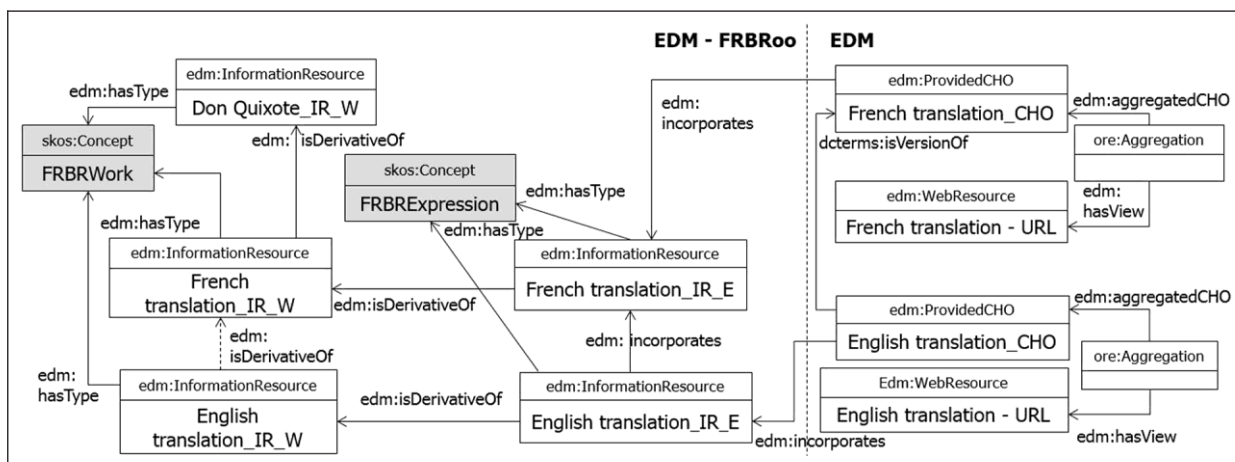 EDM - FRBRoo
EDM
edm:InformationResource
Don Quixote_IR_W
edm:hasType
skos:Concept
FRBRWork
edm: isDerivativeOf
edm:
incorporates
edm:ProvidedCHO
French translation_CHO
edm:aggregatedCHO
dcterms:isVersionOf
ore:Aggregation
skos:Concept
FRBRExpression
edm:hasType
edm:hasType
edm:hasType
edm:WebResource
French translation - URL
edm:
hasView
edm:InformationResource
French
translation_IR_W
edm:InformationResource
French translation_IR_E
edm:isDerivativeOf
edm:
isDerivativeOf
edm: incorporates
edm:ProvidedCHO
English translation_CHO
edm:aggregatedCHO
ore:Aggregation
edm:
hasType
edm:InformationResource
English
translation_IR_W
edm:isDerivativeOf
edm:InformationResource
English translation_IR_E
Edm:WebResource
English translation - URL
edm:incorporates
edm:hasView